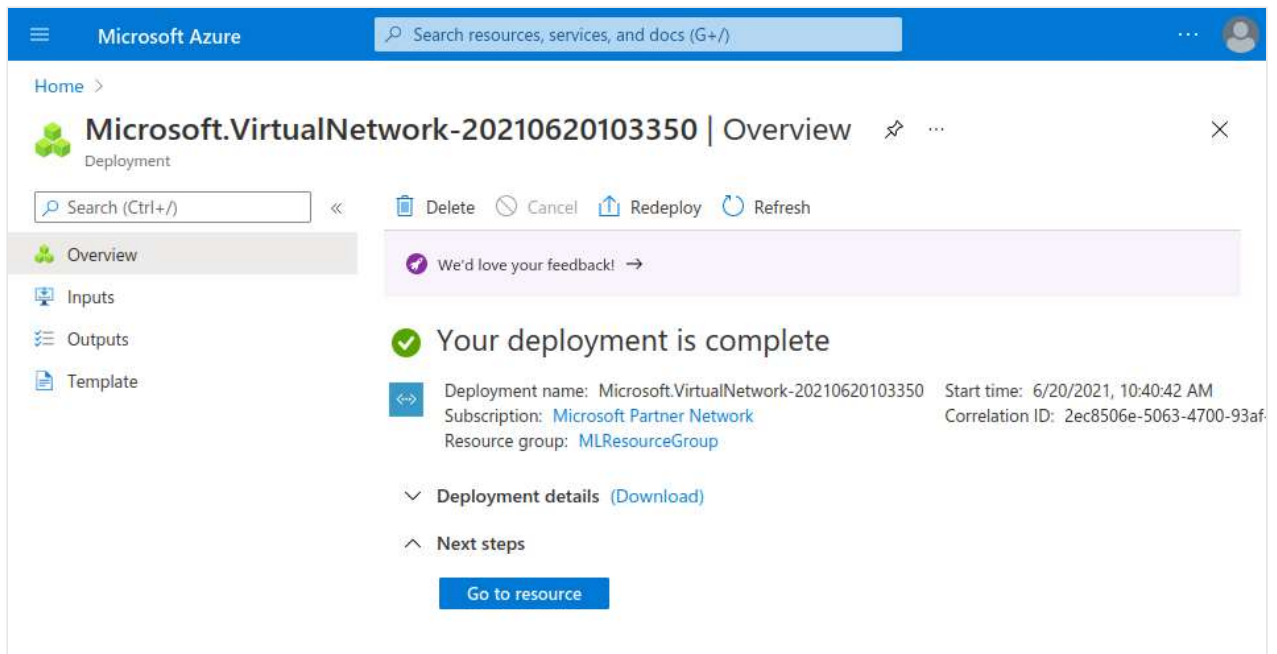 Microsoft Azure
Search resources, services, and docs (G+/)
Home >
Microsoft.VirtualNetwork-20210620103350 | Overview
Deployment
Search (Ctrl+/)
Delete Cancel Redeploy Refresh
Overview
Inputs
Outputs
Template
We'd love your feedback! →
Your deployment is complete
Deployment name: Microsoft.VirtualNetwork-20210620103350 Start time: 6/20/2021, 10:40:42 AM
Subscription: Microsoft Partner Network Correlation ID: 2ec8506e-5063-4700-93af-
Resource group: MLResourceGroup
Deployment details (Download)
Next steps
Go to resource